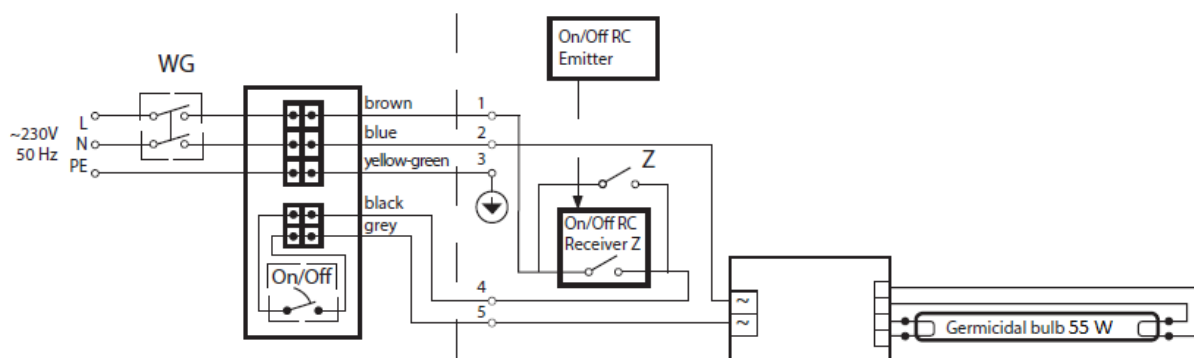 On/Off RC
Emitter
WG
~230V
50 Hz
L
N
PE
brown
1
blue
2
yellow-green
3
Z
black
grey
On/Off RC
Receiver Z
On/Off
4
5
~
~
Germicidal bulb 55 W